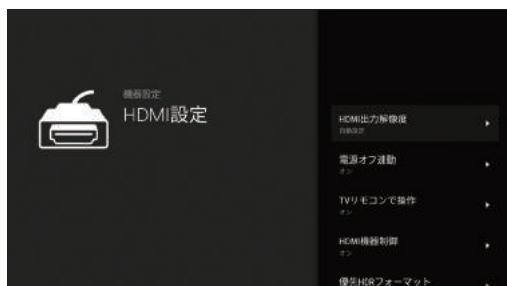 機器設定
HDMI設定
HDMI出力解像度
自動設定
電源オフ連動
オン
TVリモコンで操作
オン
HDMI機器制御
オン
優先HDRフォーマット